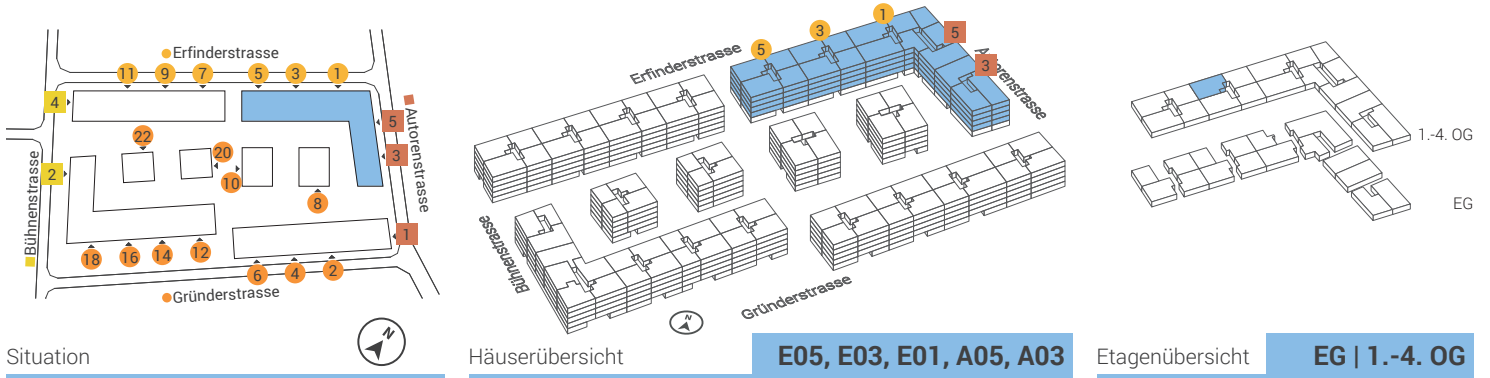 Erfinderstrasse
11
9
7
5
3
1
4
5
22
20
3
2
10
8
1
18
16
14
12
6
4
2
Gründerstrasse
Bühnenstrasse
Autorenstrasse
N
Situation
Erfinderstrasse
5
3
1
5
3
Autorenstrasse
Bühnenstrasse
Gründerstrasse
N
Häuserübersicht
E05, E03, E01, A05, A03
1.-4. OG
EG
Etagenübersicht
EG | 1.-4. OG